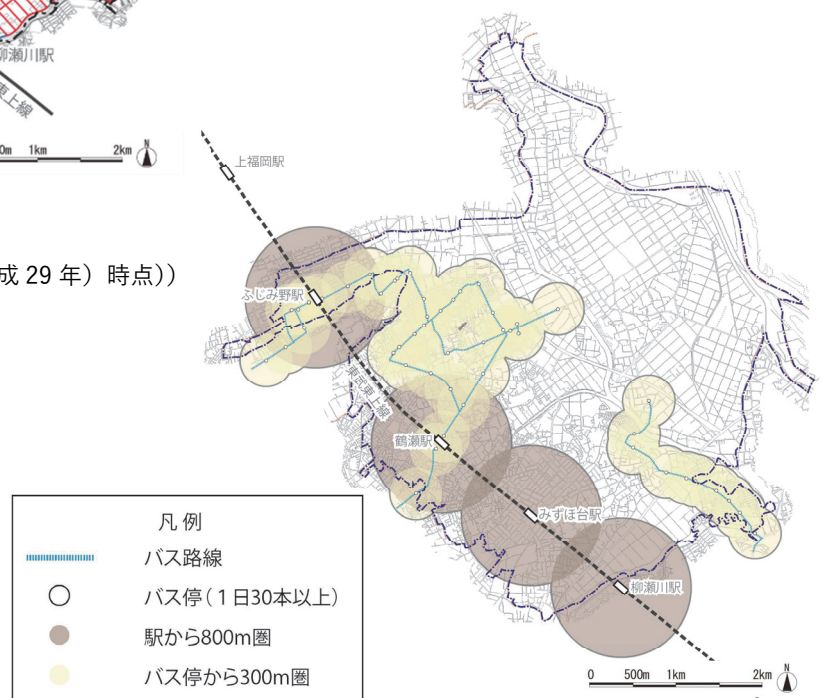 柳瀬川駅
東上線
0m 1km 2km N
成 29 年）時点))
上福岡駅
ふじみ野駅
東武東上線
鶴瀬駅
みずほ台駅
柳瀬川駅
凡例
バス路線
バス停（１日30本以上）
駅から800m圏
バス停から300m圏
0 500m 1km 2km N